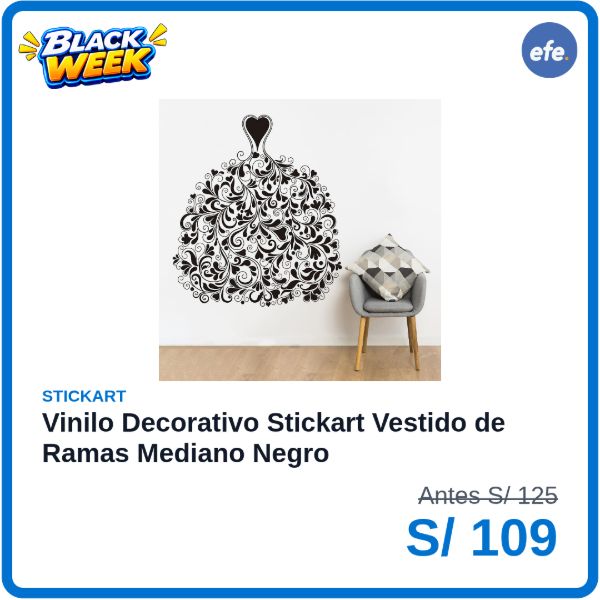 BLACK
WEEK
efe.
STICKART
Vinilo Decorativo Stickart Vestido de
Ramas Mediano Negro
Antes S/ 125
S/ 109